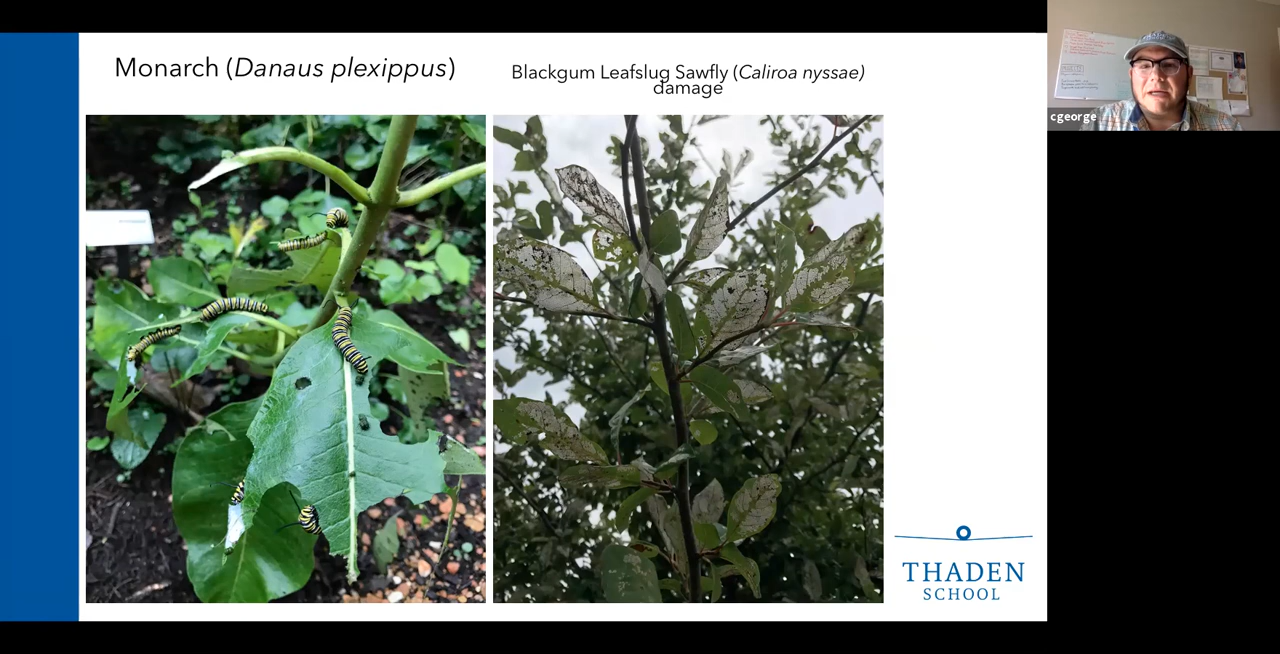 Monarch (Danaus plexippus)
Blackgum Leafslug Sawfly (Caliroa nyssae)
damage
cgeorge
THADEN
SCHOOL